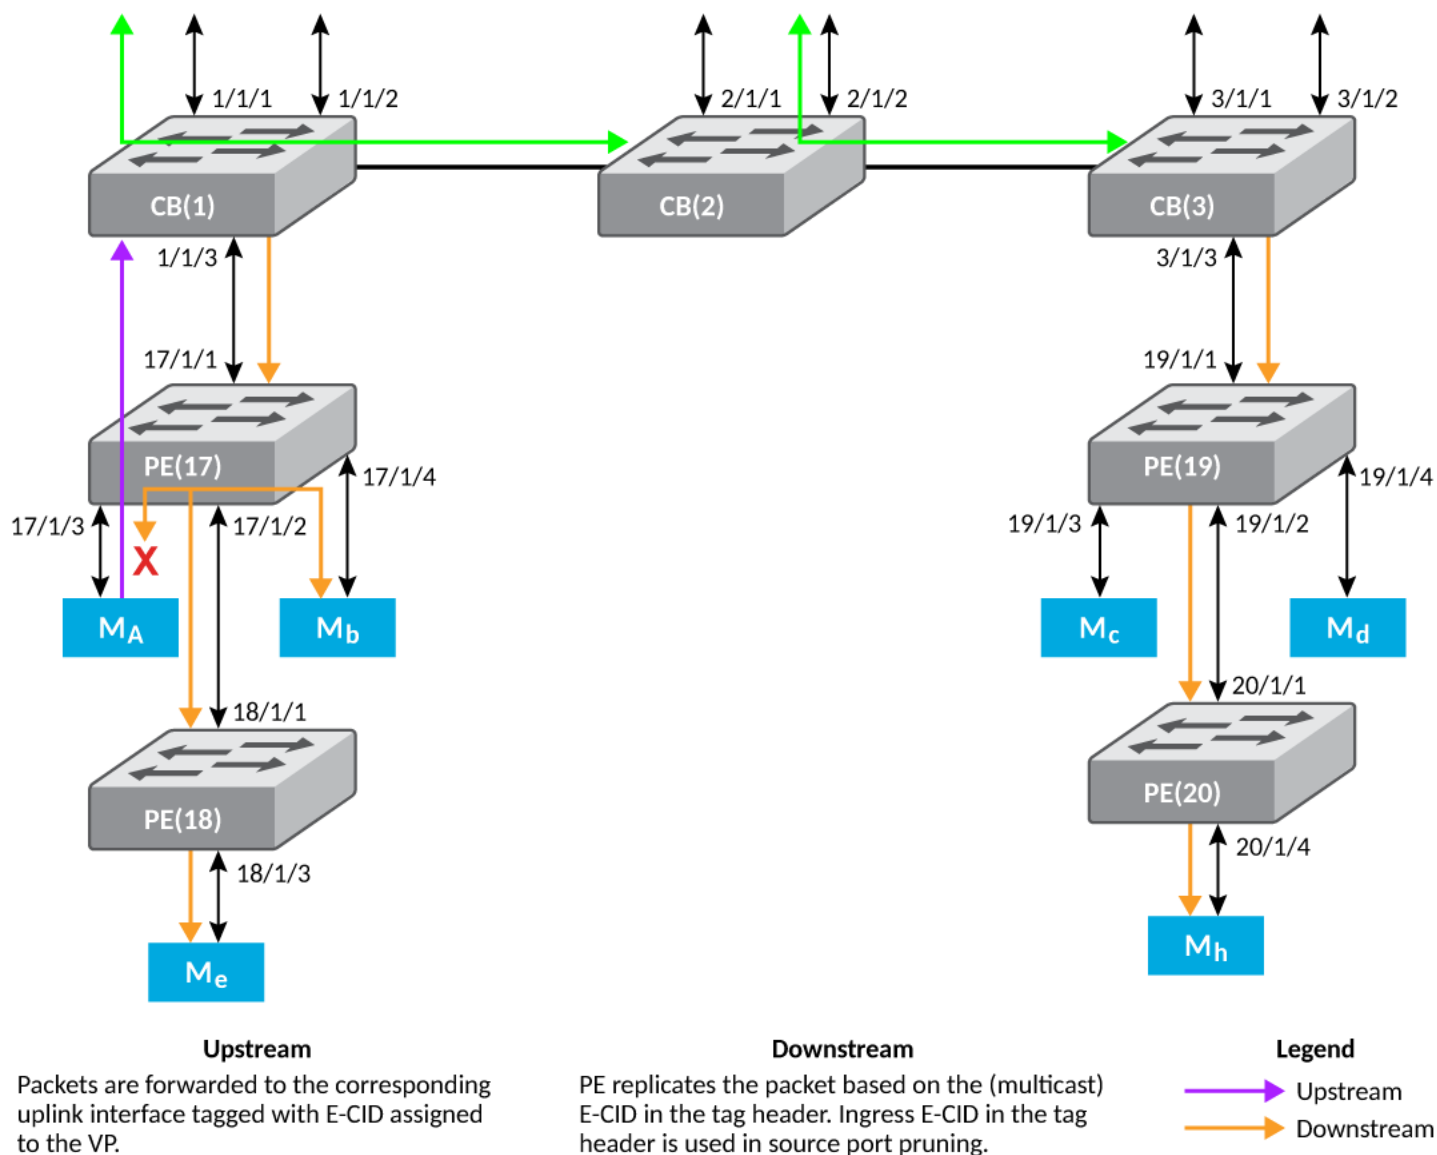 1/1/1
1/1/2
2/1/1
2/1/2
3/1/1
3/1/2
CB(1)
CB(2)
CB(3)
1/1/3
3/1/3
17/1/1
19/1/1
PE(17)
PE(19)
17/1/4
19/1/4
17/1/3
17/1/2
19/1/3
19/1/2
X
MA
Mb
Mc
Md
18/1/1
20/1/1
PE(18)
PE(20)
18/1/3
20/1/4
Me
Mh
Upstream
Packets are forwarded to the corresponding
uplink interface tagged with E-CID assigned
to the VP.
Downstream
PE replicates the packet based on the (multicast)
E-CID in the tag header. Ingress E-CID in the tag
header is used in source port pruning.
Legend
Upstream
Downstream